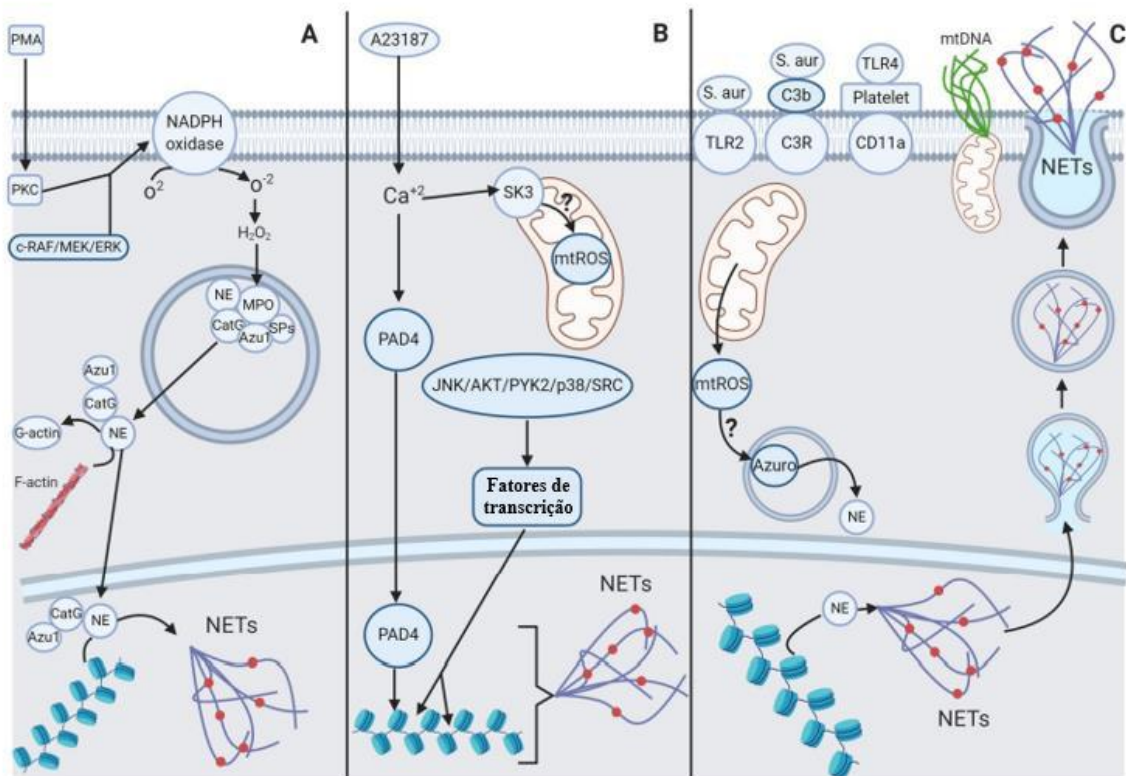 A
PMA
NADPH
oxidase
PKC
O²
O⁻²
H₂O₂
c-RAF/MEK/ERK
NE
MPO
CatG
Azu1
SPs
Azu1
CatG
NE
G-actin
F-actin
CatG
NE
Azu1
NETs
B
A23187
Ca⁺²
SK3
?
mtROS
PAD4
JNK/AKT/PYK2/p38/SRC
Fatores de
transcrição
PAD4
NETs
C
S. aur
TLR2
S. aur
C3b
C3R
TLR4
Platelet
CD11a
mtDNA
NETs
mtROS
?
Azuro
NE
NE
NETs